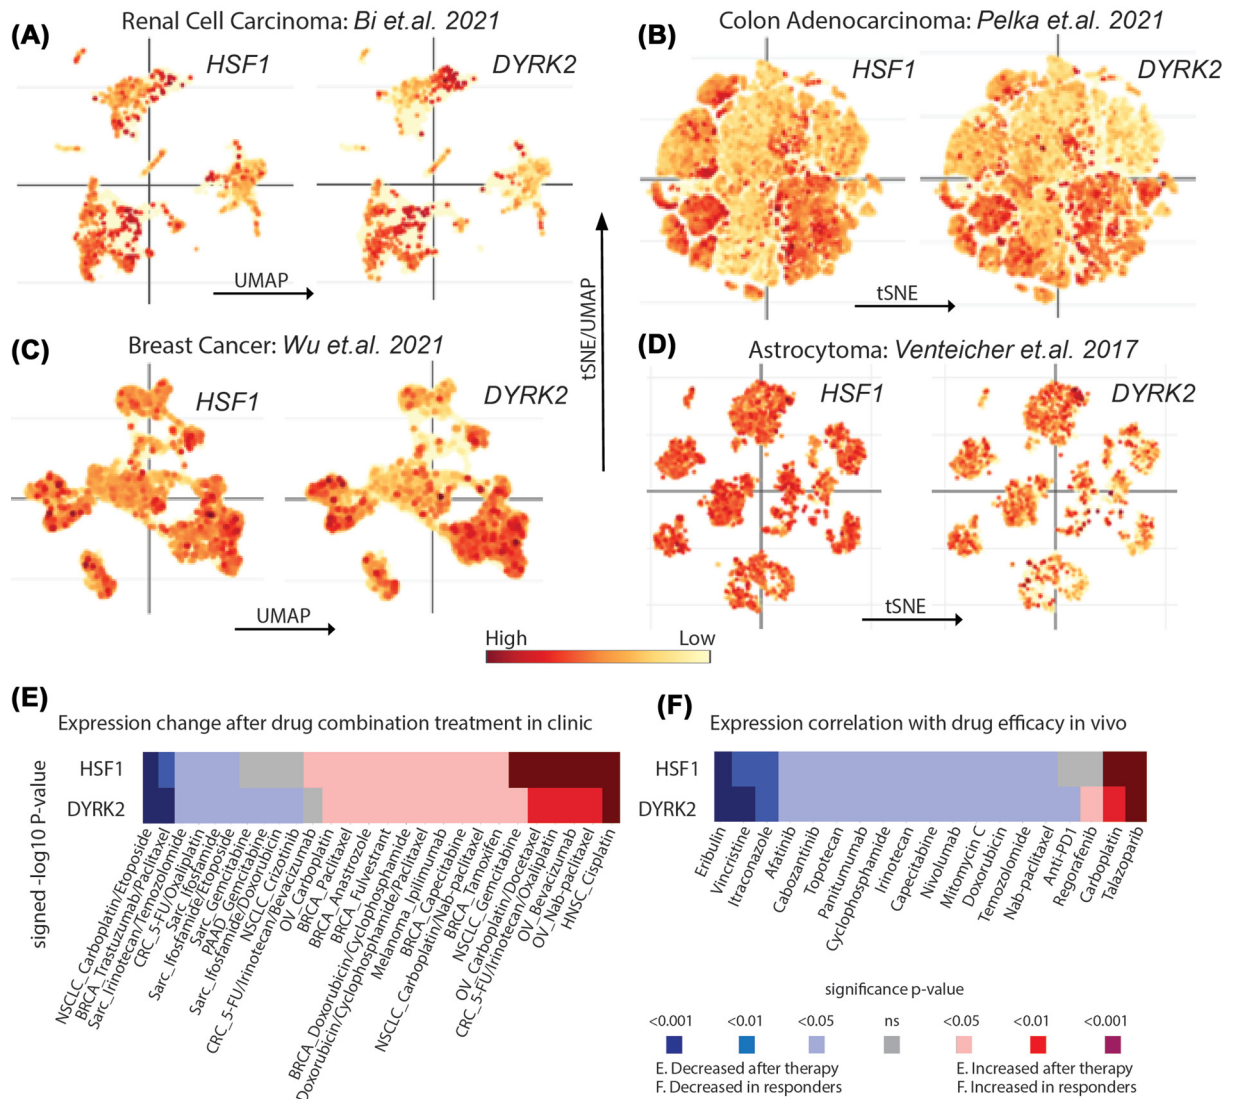 (A) Renal Cell Carcinoma: Bi et.al. 2021
HSF1
DYRK2
UMAP
(B) Colon Adenocarcinoma: Pelka et.al. 2021
HSF1
DYRK2
tSNE
tSNE/UMAP
(C) Breast Cancer: Wu et.al. 2021
HSF1
DYRK2
UMAP
(D) Astrocytoma: Venteicher et.al. 2017
HSF1
DYRK2
tSNE
High Low
(E)
Expression change after drug combination treatment in clinic
signed -log10 P-value
HSF1
DYRK2
NSCLC_Carboplatin/Etoposide
BRCA_Trastuzumab/Paclitaxel
Sarc_Irinotecan/Temozolomide
CRC_5-FU/Oxaliplatin
Sarc_Ifosfamide
Sarc_Ifosfamide/Etoposide
Sarc_Gemcitabine
PAAD_Gemcitabine
Sarc_Ifosfamide/Doxorubicin
NSCLC_Crizotinib
CRC_5-FU/Irinotecan/Bevacizumab
OV_Carboplatin
BRCA_Paclitaxel
BRCA_Anastrozole
BRCA_Fulvestrant
BRCA_Doxorubicin/Cyclophosphamide
Doxorubicin/Cyclophosphamide/Paclitaxel
Melanoma_Ipilirumab
BRCA_Capecitabine
NSCLC_Carboplatin/Nab-paclitaxel
BRCA_Tamoxifen
NSCLC_Gemcitabine
OV_Carboplatin/Docetaxel
CRC_5-FU/Irinotecan/Oxaliplatin
OV_Bevacizumab
OV_Nab-paclitaxel
HNSC_Cisplatin
(F)
Expression correlation with drug efficacy in vivo
HSF1
DYRK2
Eribulin
Vincristine
Itraconazole
Afatinib
Cabozantinib
Topotecan
Panitumumab
Cyclophosphamide
Irinotecan
Capecitabine
Nivolumab
Mitomycin C
Doxorubicin
Temozolomide
Nab-paclitaxel
Anti-PD1
Regorafenib
Carboplatin
Talazoparib
significance p-value
<0.001 <0.01 <0.05 ns <0.05 <0.01 <0.001
E. Decreased after therapy
F. Decreased in responders
E. Increased after therapy
F. Increased in responders